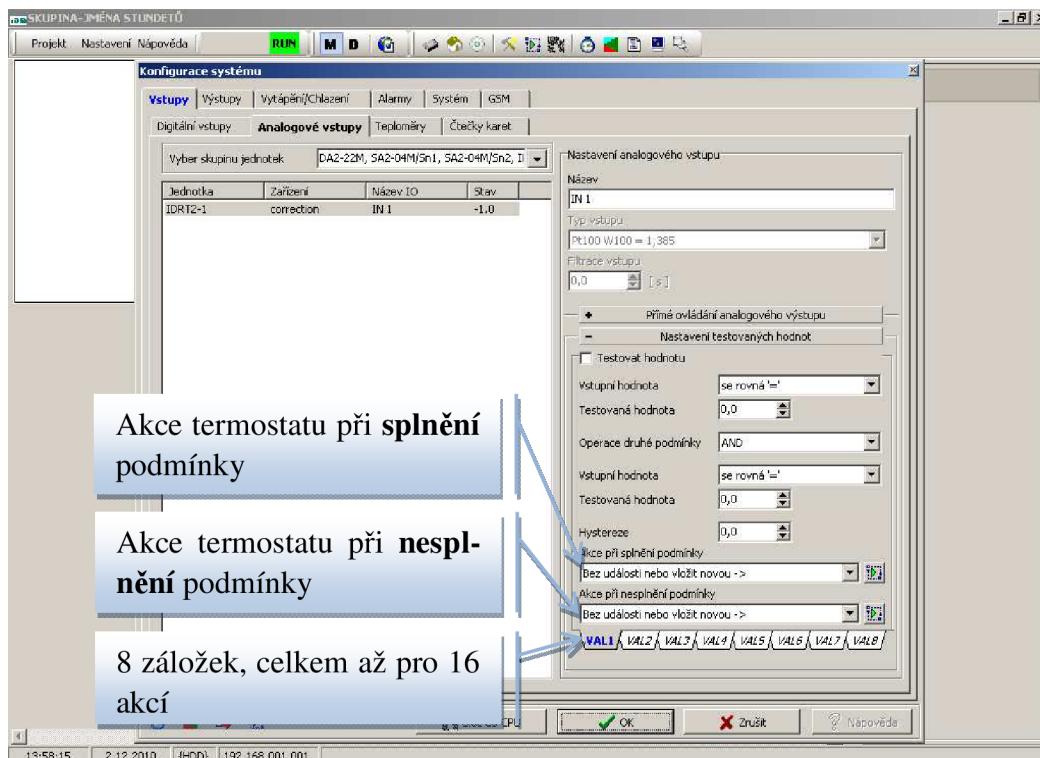 SKUPINA-JMÉNA STUNDETŮ
Projekt Nastavení Nápověda RUN M D
Konfigurace systému
Vstupy Výstupy Vytápění/Chlazení Alarmy Systém GSM
Digitální vstupy Analogové vstupy Teploměry Čtečky karet
Vyber skupinu jednotek DA2-22M, SA2-04M/Sn1, SA2-04M/Sn2, I
Jednotka Zařízení Název IO Stav
IDRT2-1 correction IN 1 -1.0
Nastavení analogového vstupu
Název
IN 1
Typ vstupu
Pt100 W100 = 1,385
Filtrace vstupu
0,0 [s]
+ Přímé ovládání analogového výstupu
- Nastavení testovaných hodnot
Testovat hodnotu
Vstupní hodnota se rovná '='
Testovaná hodnota 0,0
Operace druhé podmínky AND
Vstupní hodnota se rovná '='
Testovaná hodnota 0,0
Hystereze 0,0
Akce při splnění podmínky
Bez události nebo vložit novou ->
Akce při nesplnění podmínky
Bez události nebo vložit novou ->
VAL1 VAL2 VAL3 VAL4 VAL5 VAL6 VAL7 VAL8
Akce termostatu při splnění
podmínky
Akce termostatu při nespl-
nění podmínky
8 záložek, celkem až pro 16
akcí
CPU OK Zrušit Nápověda
13:58:15 2.12.2010 {HDD} 192.168.001.001